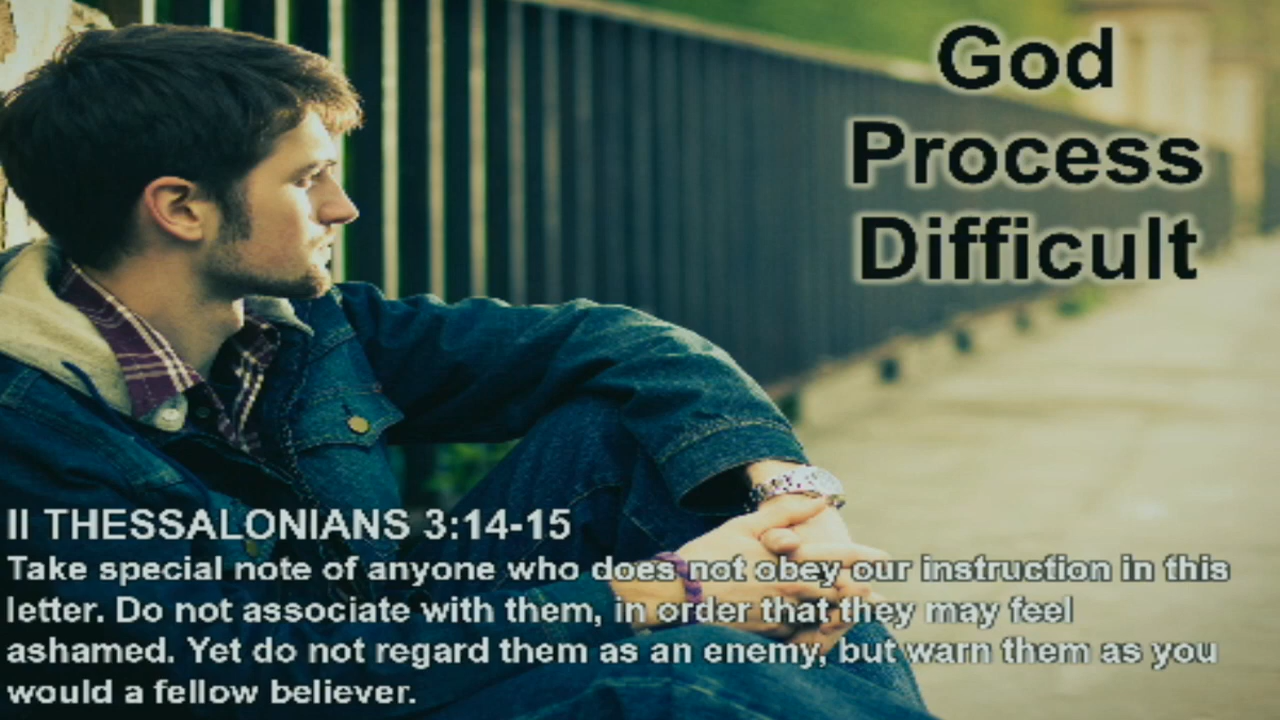 God
Process
Difficult
II THESSALONIANS 3:14-15
Take special note of anyone who does not obey our instruction in this
letter. Do not associate with them, in order that they may feel
ashamed. Yet do not regard them as an enemy, but warn them as you
would a fellow believer.